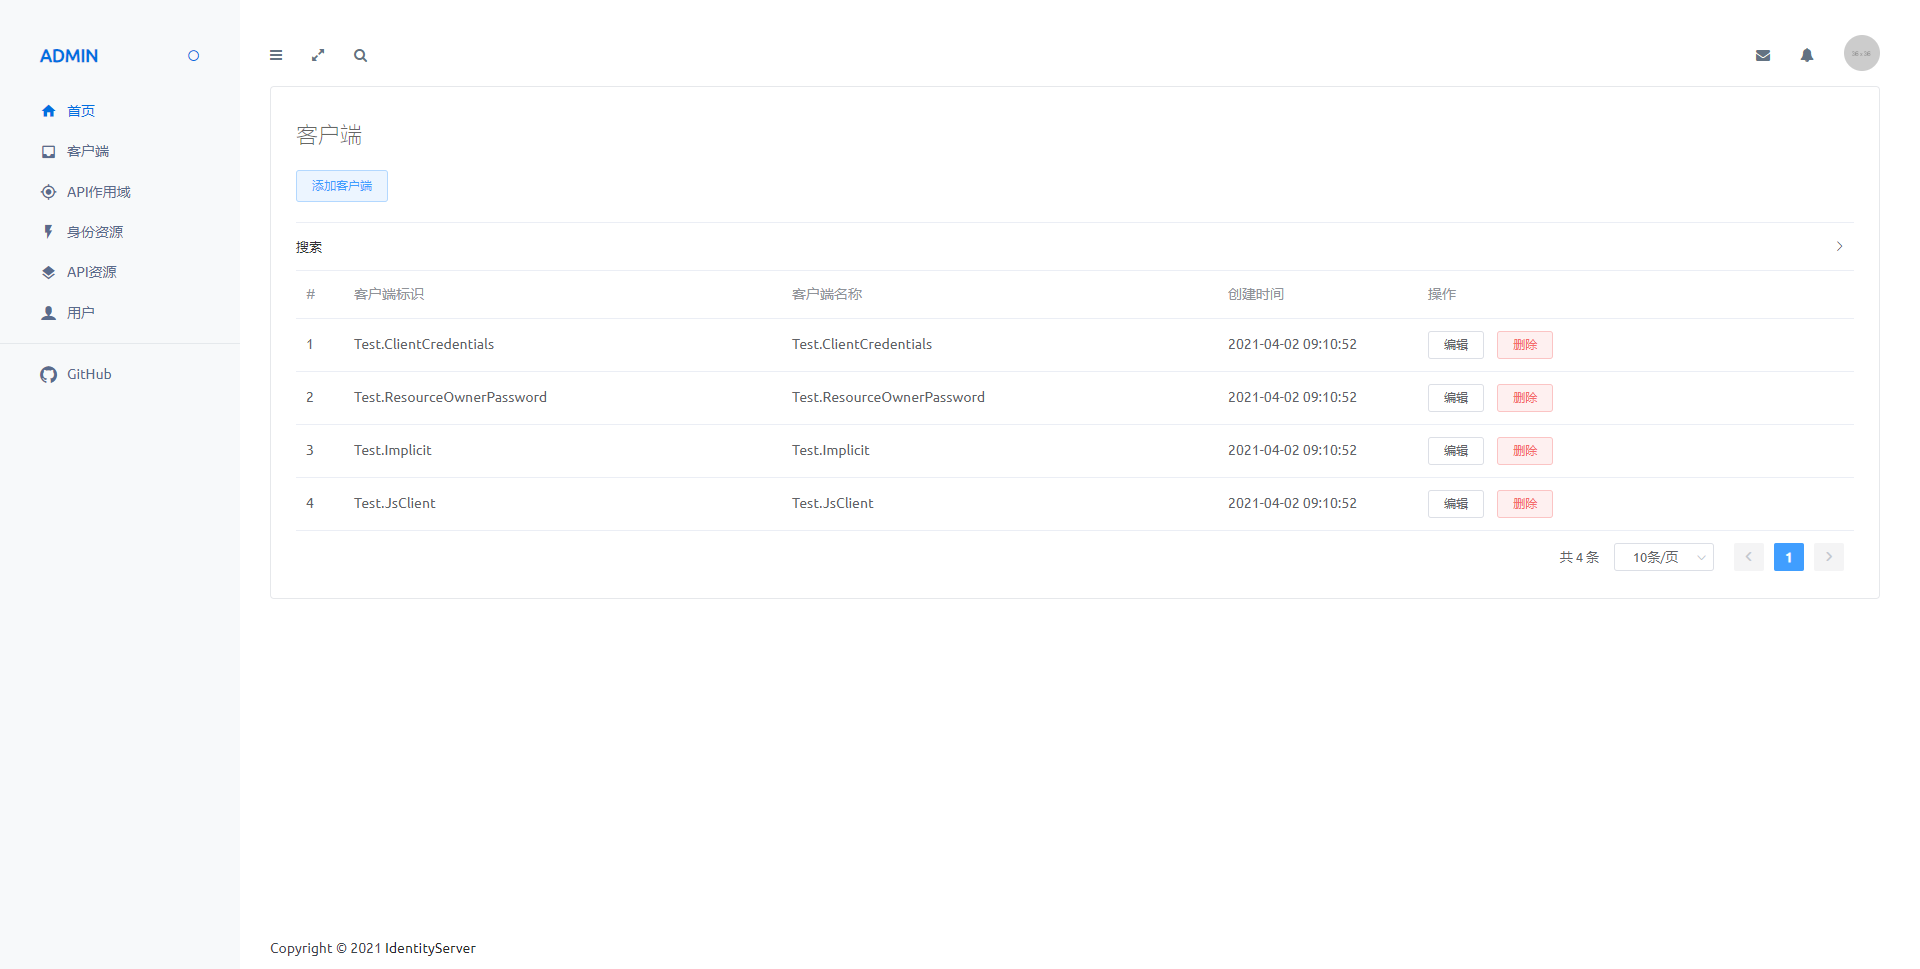 ADMIN
首页
客户端
API作用域
身份资源
API资源
用户
GitHub
客户端
添加客户端
搜索
# 客户端标识 客户端名称 创建时间 操作
1 Test.ClientCredentials Test.ClientCredentials 2021-04-02 09:10:52 编辑 删除
2 Test.ResourceOwnerPassword Test.ResourceOwnerPassword 2021-04-02 09:10:52 编辑 删除
3 Test.Implicit Test.Implicit 2021-04-02 09:10:52 编辑 删除
4 Test.JsClient Test.JsClient 2021-04-02 09:10:52 编辑 删除
共 4 条 10条/页 1
Copyright © 2021 IdentityServer